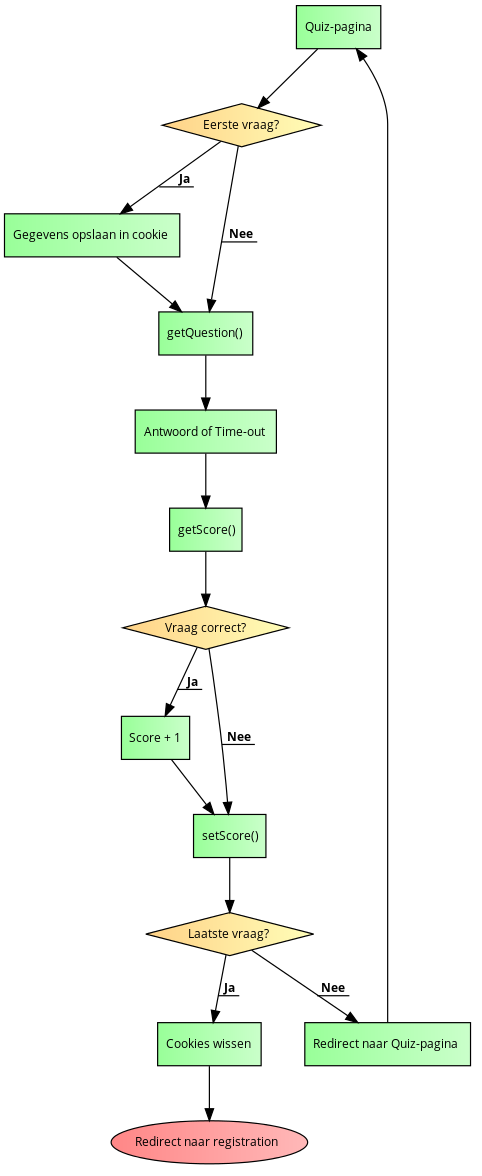 Quiz-pagina
Eerste vraag?
Ja
Gegevens opslaan in cookie
Nee
getQuestion()
Antwoord of Time-out
getScore()
Vraag correct?
Ja
Score + 1
Nee
setScore()
Laatste vraag?
Ja
Nee
Cookies wissen
Redirect naar Quiz-pagina
Redirect naar registration